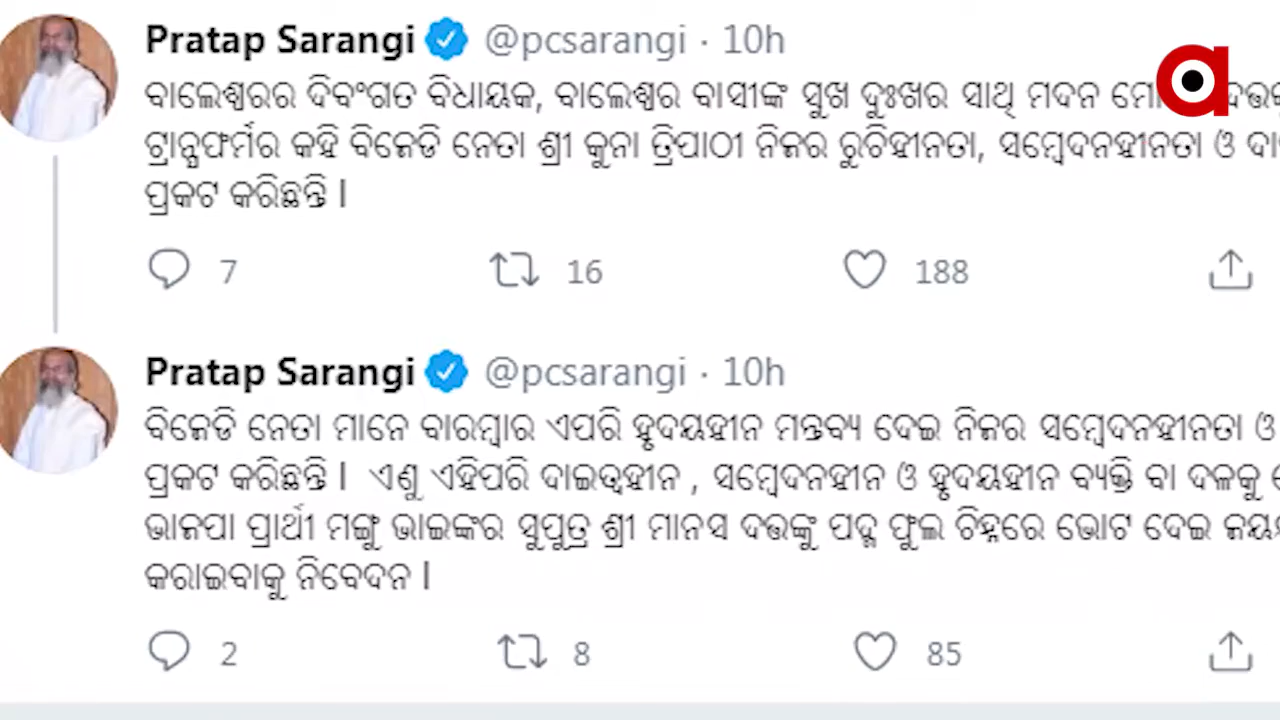 Pratap Sarangi @pcsarangi · 10h
ବାଲେଶ୍ୱରର ଦିବଂଗତ ବିଧାୟକ, ବାଲେଶ୍ୱର ବାସୀଙ୍କ ସୁଖ ଦୁଃଖର ସାଥି ମଦନ
ଟ୍ରାନ୍ସଫର୍ମର କହି ବିଜେଡି ନେତା ଶ୍ରୀ କୁନା ତ୍ରିପାଠୀ ନିଜର ରୁଚିହୀନତା, ସମ୍ବେଦନହୀନତା ଓ
ପ୍ରକଟ କରିଛନ୍ତି |
7 16 188
Pratap Sarangi @pcsarangi · 10h
ବିଜେଡି ନେତା ମାନେ ବାରମ୍ବାର ଏପରି ହୃଦୟହୀନ ମନ୍ତବ୍ୟ ଦେଇ ନିଜର ସମ୍ବେଦନହୀନତା ଓ
ପ୍ରକଟ କରିଛନ୍ତି | ଏଣୁ ଏହିପରି ଦାଇତ୍ୱହୀନ , ସମ୍ବେଦନହୀନ ଓ ହୃଦୟହୀନ ବ୍ୟକ୍ତି ବା ଦଳକୁ
ଭାଜପା ପ୍ରାର୍ଥୀ ମଙ୍ଗୁ ଭାଇଙ୍କର ସୁପୁତ୍ର ଶ୍ରୀ ମାନସ ଦତ୍ତଙ୍କୁ ପଦ୍ମ ଫୁଲ ଚିହ୍ନରେ ଭୋଟ ଦେଇ
କରାଇବାକୁ ନିବେଦନ |
2 8 85